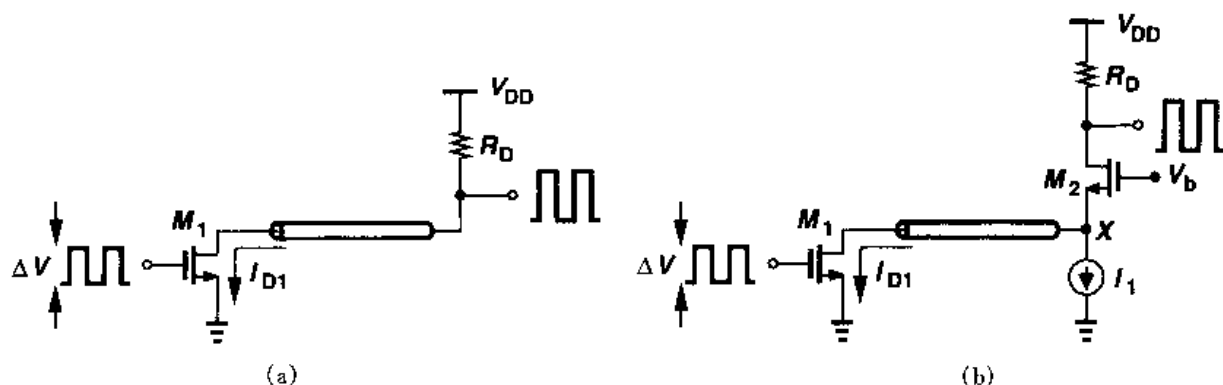 V_DD
R_D
M_1
ΔV
I_D1
(a)
V_DD
R_D
M_2
V_b
M_1
X
ΔV
I_D1
I_1
(b)